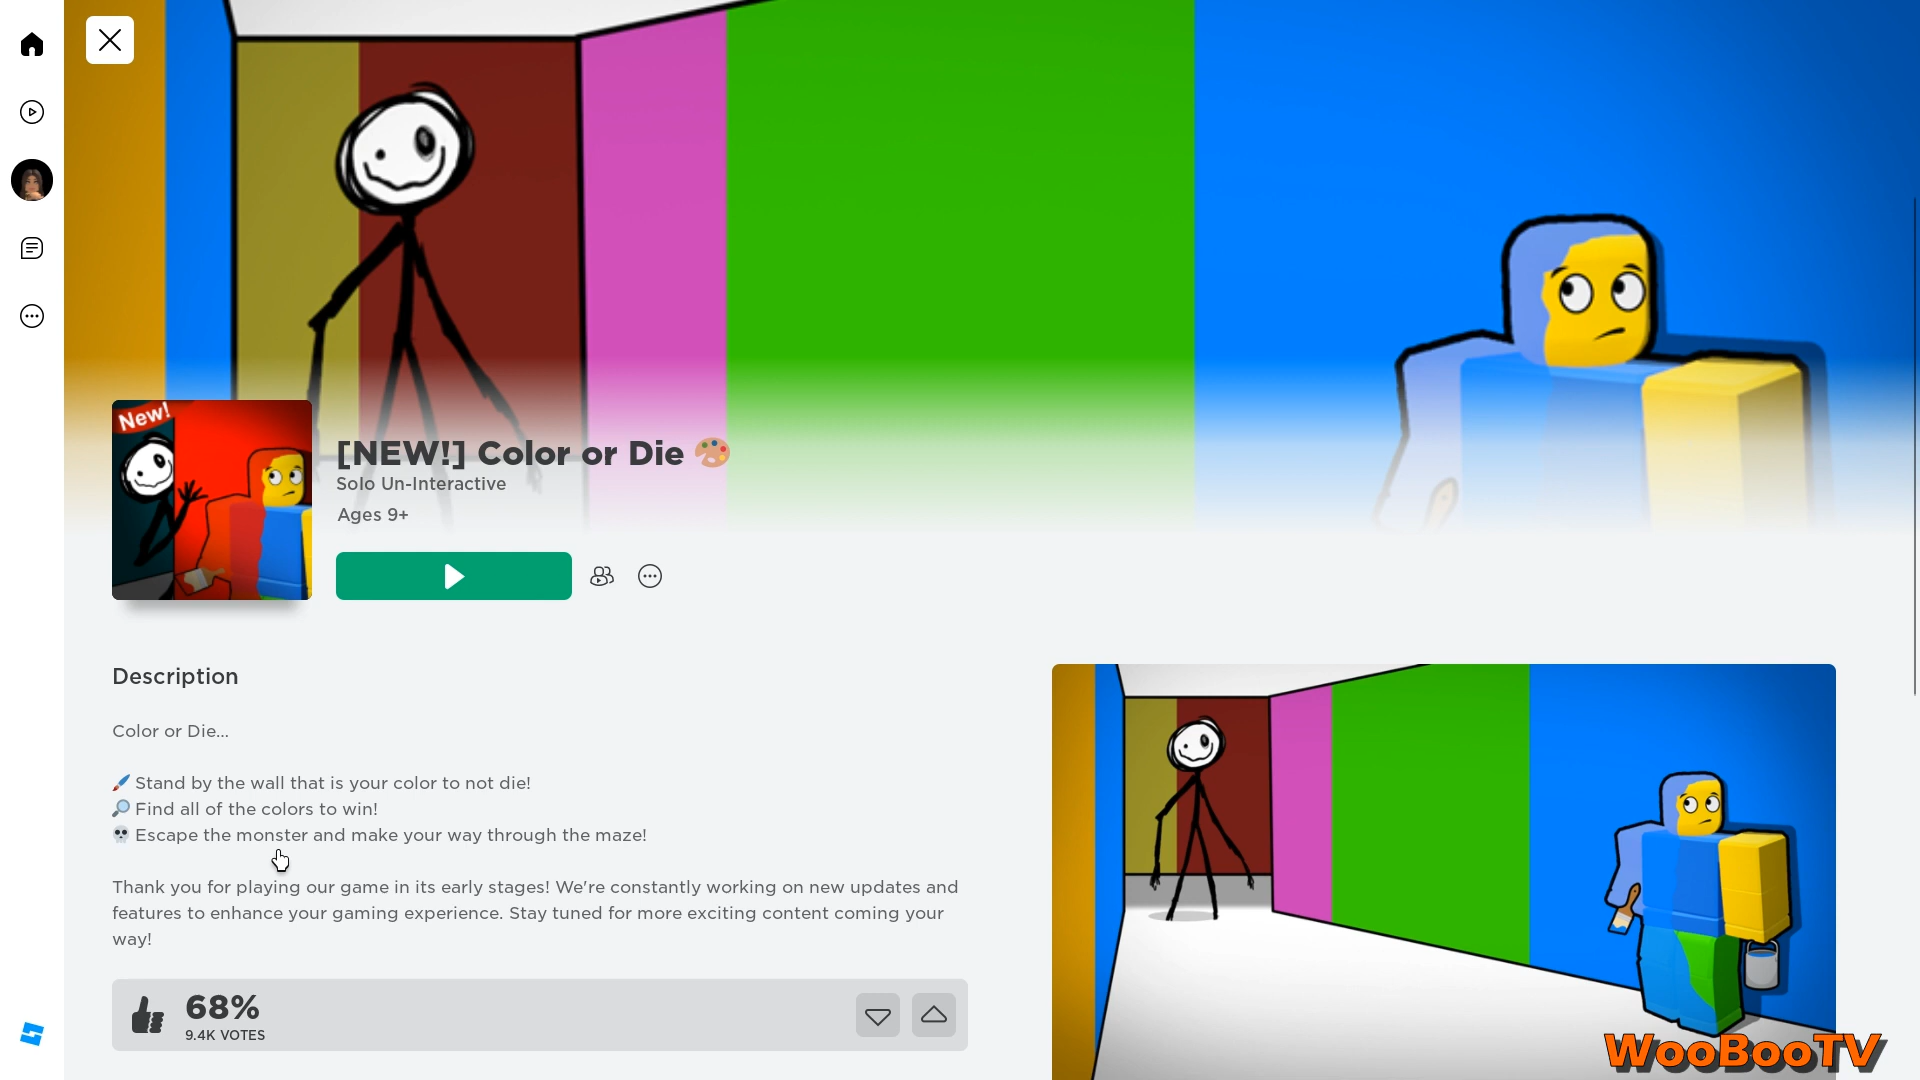 New!
[NEW!] Color or Die
Solo Un-Interactive
Ages 9+
Description
Color or Die...
Stand by the wall that is your color to not die!
Find all of the colors to win!
Escape the monster and make your way through the maze!
Thank you for playing our game in its early stages! We're constantly working on new updates and
features to enhance your gaming experience. Stay tuned for more exciting content coming your
way!
68%
9.4K VOTES
WooBooTV